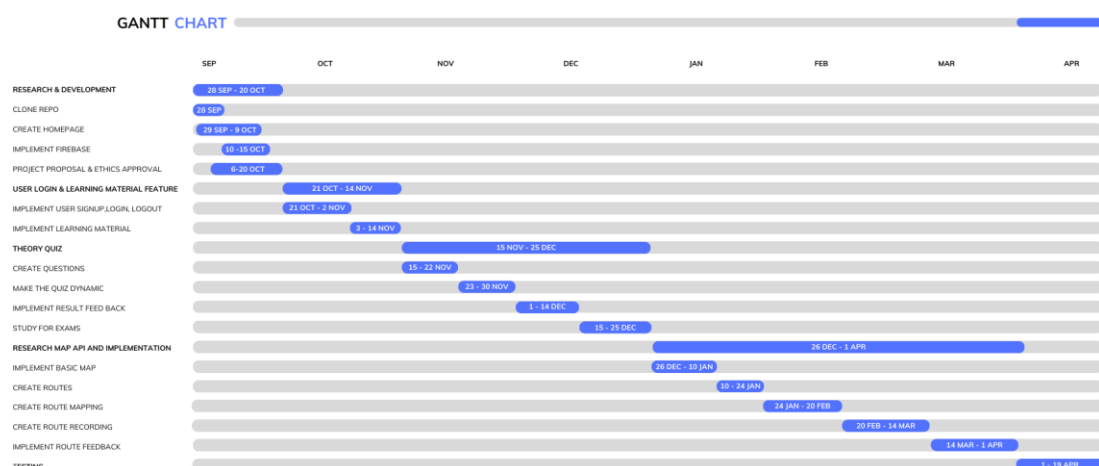 GANTT CHART
SEP OCT NOV DEC JAN FEB MAR APR
RESEARCH & DEVELOPMENT 28 SEP - 20 OCT
CLONE REPO 28 SEP
CREATE HOMEPAGE 29 SEP - 9 OCT
IMPLEMENT FIREBASE 10 -15 OCT
PROJECT PROPOSAL & ETHICS APPROVAL 6-20 OCT
USER LOGIN & LEARNING MATERIAL FEATURE 21 OCT - 14 NOV
IMPLEMENT USER SIGNUP,LOGIN, LOGOUT 21 OCT - 2 NOV
IMPLEMENT LEARNING MATERIAL 3 - 14 NOV
THEORY QUIZ 15 NOV - 25 DEC
CREATE QUESTIONS 15 - 22 NOV
MAKE THE QUIZ DYNAMIC 23 - 30 NOV
IMPLEMENT RESULT FEED BACK 1 - 14 DEC
STUDY FOR EXAMS 15 - 25 DEC
RESEARCH MAP API AND IMPLEMENTATION 26 DEC - 1 APR
IMPLEMENT BASIC MAP 26 DEC - 10 JAN
CREATE ROUTES 10 - 24 JAN
CREATE ROUTE MAPPING 24 JAN - 20 FEB
CREATE ROUTE RECORDING 20 FEB - 14 MAR
IMPLEMENT ROUTE FEEDBACK 14 MAR - 1 APR
TESTING 1 - 19 APR